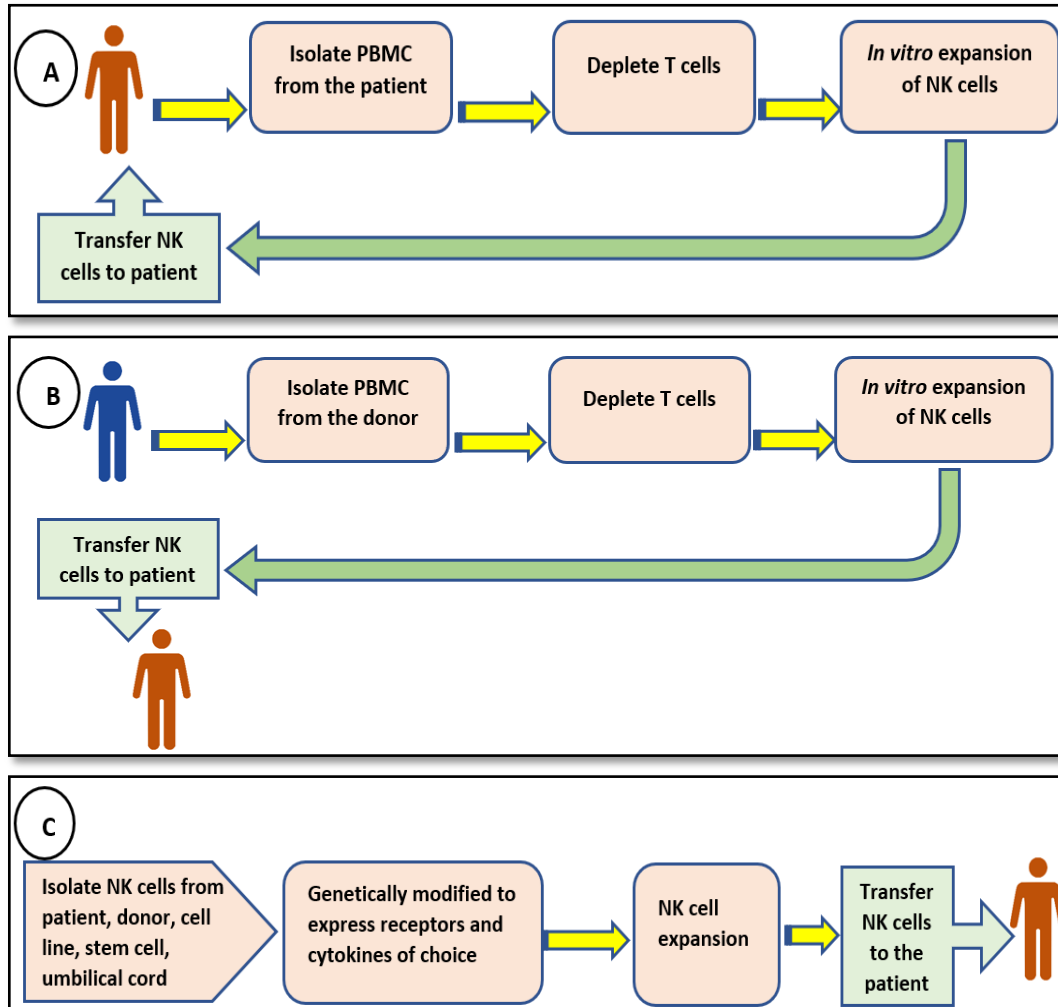 A
Isolate PBMC
from the patient
Deplete T cells
In vitro expansion
of NK cells
Transfer NK
cells to patient
B
Isolate PBMC
from the donor
Deplete T cells
In vitro expansion
of NK cells
Transfer NK
cells to patient
C
Isolate NK cells from
patient, donor, cell
line, stem cell,
umbilical cord
Genetically modified to
express receptors and
cytokines of choice
NK cell
expansion
Transfer
NK cells
to the
patient